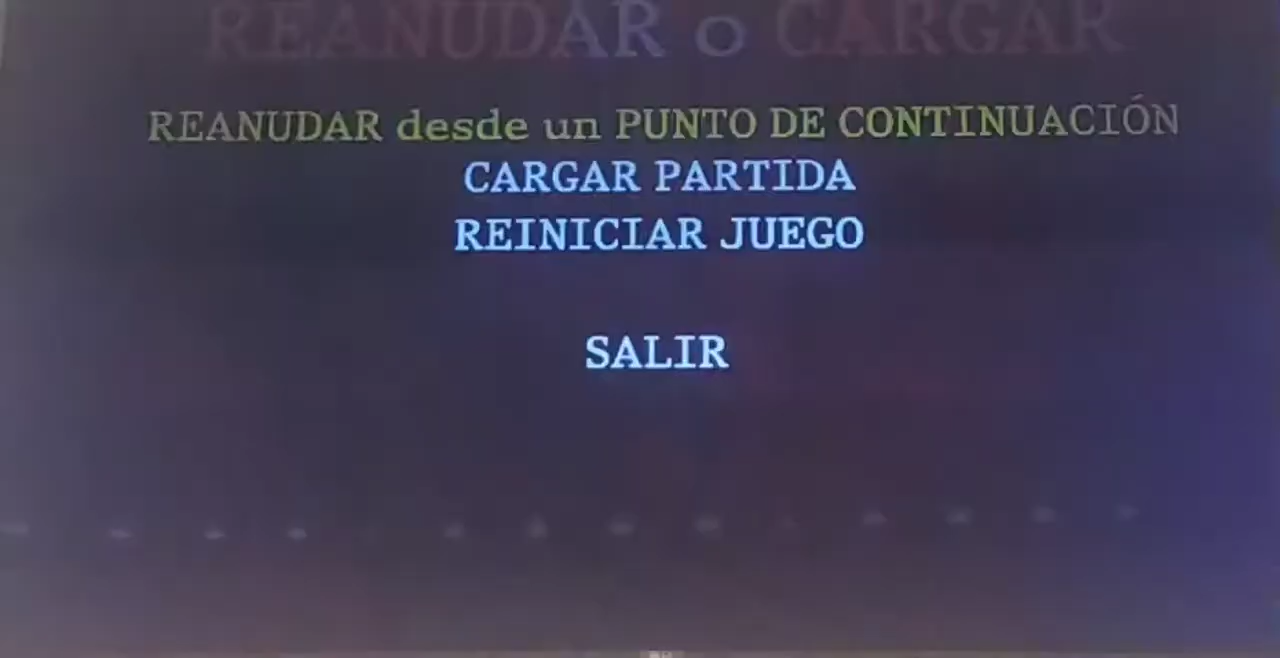 REANUDAR o CARGAR
REANUDAR desde un PUNTO DE CONTINUACIÓN
CARGAR PARTIDA
REINICIAR JUEGO
SALIR